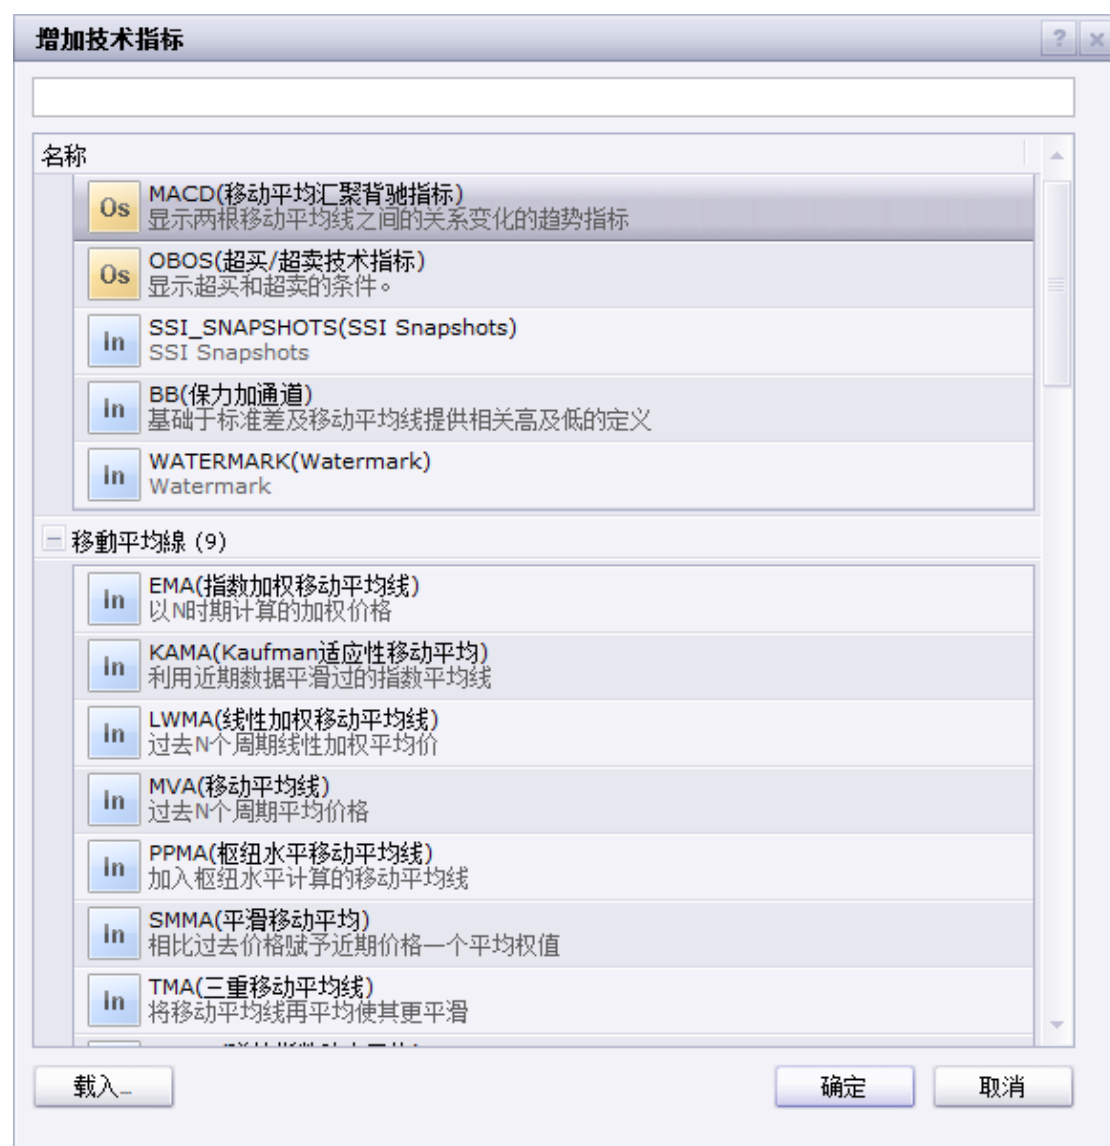 增加技术指标
? ×
名称
Os MACD(移动平均汇聚背驰指标)
显示两根移动平均线之间的关系变化的趋势指标
Os OBOS(超买/超卖技术指标)
显示超买和超卖的条件。
In SSI_SNAPSHOTS(SSI Snapshots)
SSI Snapshots
In BB(保力加通道)
基础于标准差及移动平均线提供相关高及低的定义
In WATERMARK(Watermark)
Watermark
移動平均線 (9)
In EMA(指数加权移动平均线)
以N时期计算的加权价格
In KAMA(Kaufman适应性移动平均)
利用近期数据平滑过的指数平均线
In LWMA(线性加权移动平均线)
过去N个周期线性加权平均价
In MVA(移动平均线)
过去N个周期平均价格
In PPMA(枢纽水平移动平均线)
加入枢纽水平计算的移动平均线
In SMMA(平滑移动平均)
相比过去价格赋予近期价格一个平均权值
In TMA(三重移动平均线)
将移动平均线再平均使其更平滑
载入... 确定 取消